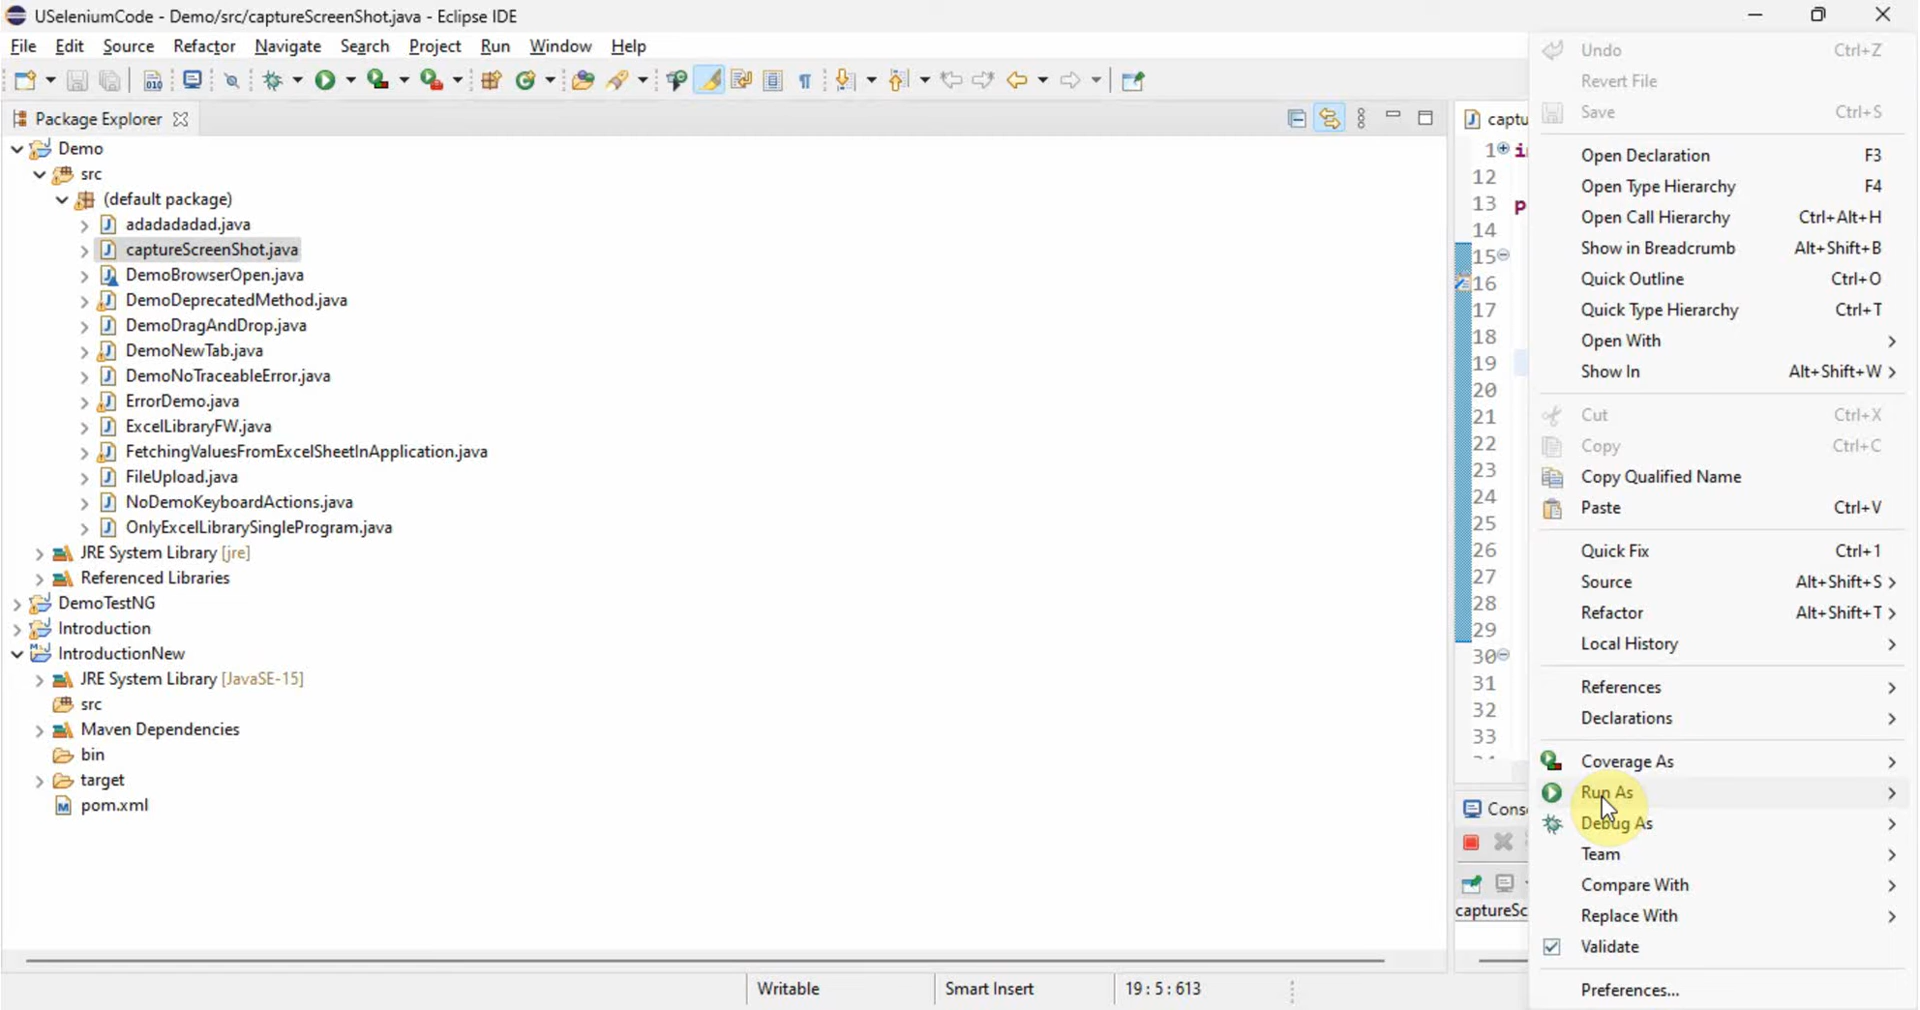 USeleniumCode - Demo/src/captureScreenShot.java - Eclipse IDE
File Edit Source Refactor Navigate Search Project Run Window Help
Package Explorer
Demo
src
(default package)
adadadadad.java
captureScreenShot.java
DemoBrowserOpen.java
DemoDeprecatedMethod.java
DemoDragAndDrop.java
DemoNewTab.java
DemoNoTraceableError.java
ErrorDemo.java
ExcelLibraryFW.java
FetchingValuesFromExcelSheetInApplication.java
FileUpload.java
NoDemoKeyboardActions.java
OnlyExcelLibrarySingleProgram.java
JRE System Library [jre]
Referenced Libraries
DemoTestNG
Introduction
IntroductionNew
JRE System Library [JavaSE-15]
src
Maven Dependencies
bin
target
pom.xml
captu
1
12
13 p
14
15
16
17
18
19
20
21
22
23
24
25
26
27
28
29
30
31
32
33
Cons
captureSc
Undo Ctrl+Z
Revert File
Save Ctrl+S
Open Declaration F3
Open Type Hierarchy F4
Open Call Hierarchy Ctrl+Alt+H
Show in Breadcrumb Alt+Shift+B
Quick Outline Ctrl+O
Quick Type Hierarchy Ctrl+T
Open With
Show In Alt+Shift+W
Cut Ctrl+X
Copy Ctrl+C
Copy Qualified Name
Paste Ctrl+V
Quick Fix Ctrl+1
Source Alt+Shift+S
Refactor Alt+Shift+T
Local History
References
Declarations
Coverage As
Run As
Debug As
Team
Compare With
Replace With
Validate
Preferences...
Writable Smart Insert 19 : 5 : 613